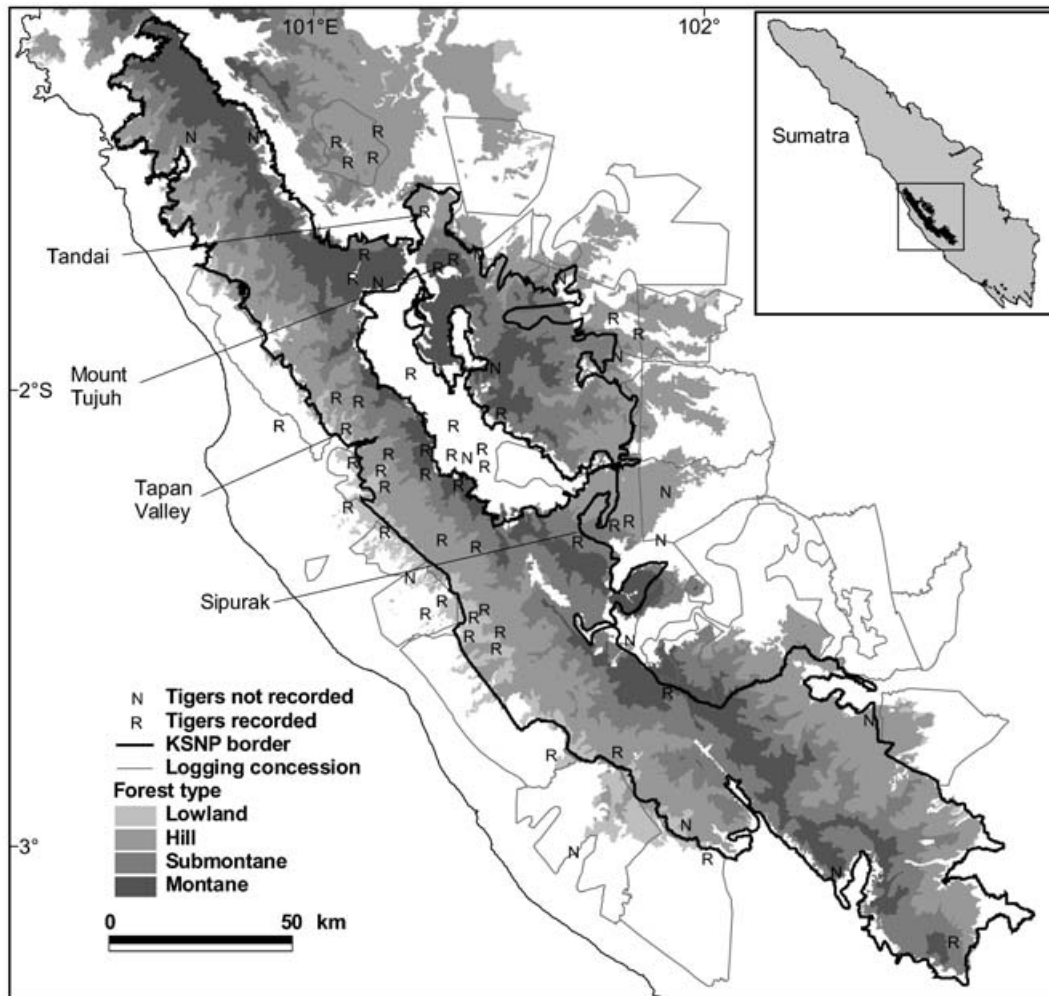 101°E
102°
Sumatra
Tandai
Mount
Tujuh
2°S
Tapan
Valley
Sipurak
N Tigers not recorded
R Tigers recorded
KSNP border
Logging concession
Forest type
Lowland
Hill
Submontane
Montane
3°
0 50 km